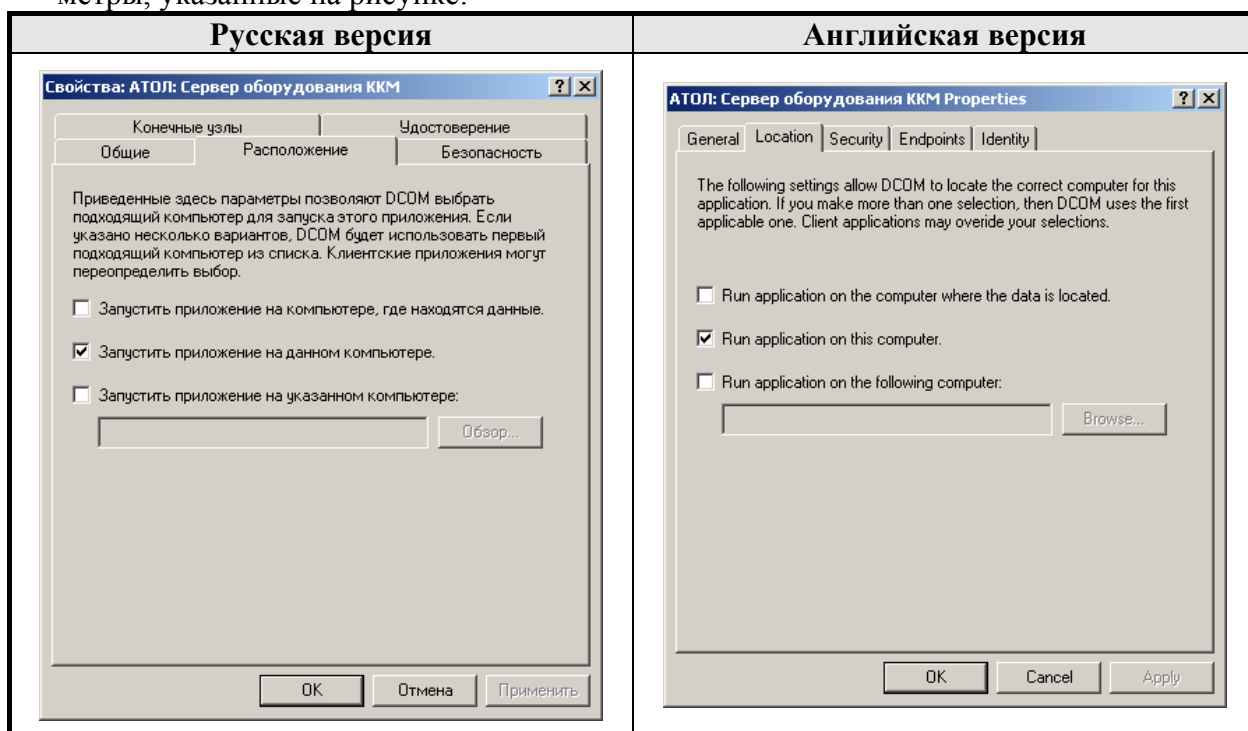 метры, указанные на рисунке.
Русская версия
Английская версия
Свойства: АТОЛ: Сервер оборудования ККМ
Конечные узлы
Удостоверение
Общие
Расположение
Безопасность
Приведенные здесь параметры позволяют DCOM выбрать
подходящий компьютер для запуска этого приложения. Если
указано несколько вариантов, DCOM будет использовать первый
подходящий компьютер из списка. Клиентские приложения могут
переопределить выбор.
Запустить приложение на компьютере, где находятся данные.
Запустить приложение на данном компьютере.
Запустить приложение на указанном компьютере:
Обзор...
OK
Отмена
Применить
АТОЛ: Сервер оборудования ККМ Properties
General
Location
Security
Endpoints
Identity
The following settings allow DCOM to locate the correct computer for this
application. If you make more than one selection, then DCOM uses the first
applicable one. Client applications may overide your selections.
Run application on the computer where the data is located.
Run application on this computer.
Run application on the following computer:
Browse...
OK
Cancel
Apply